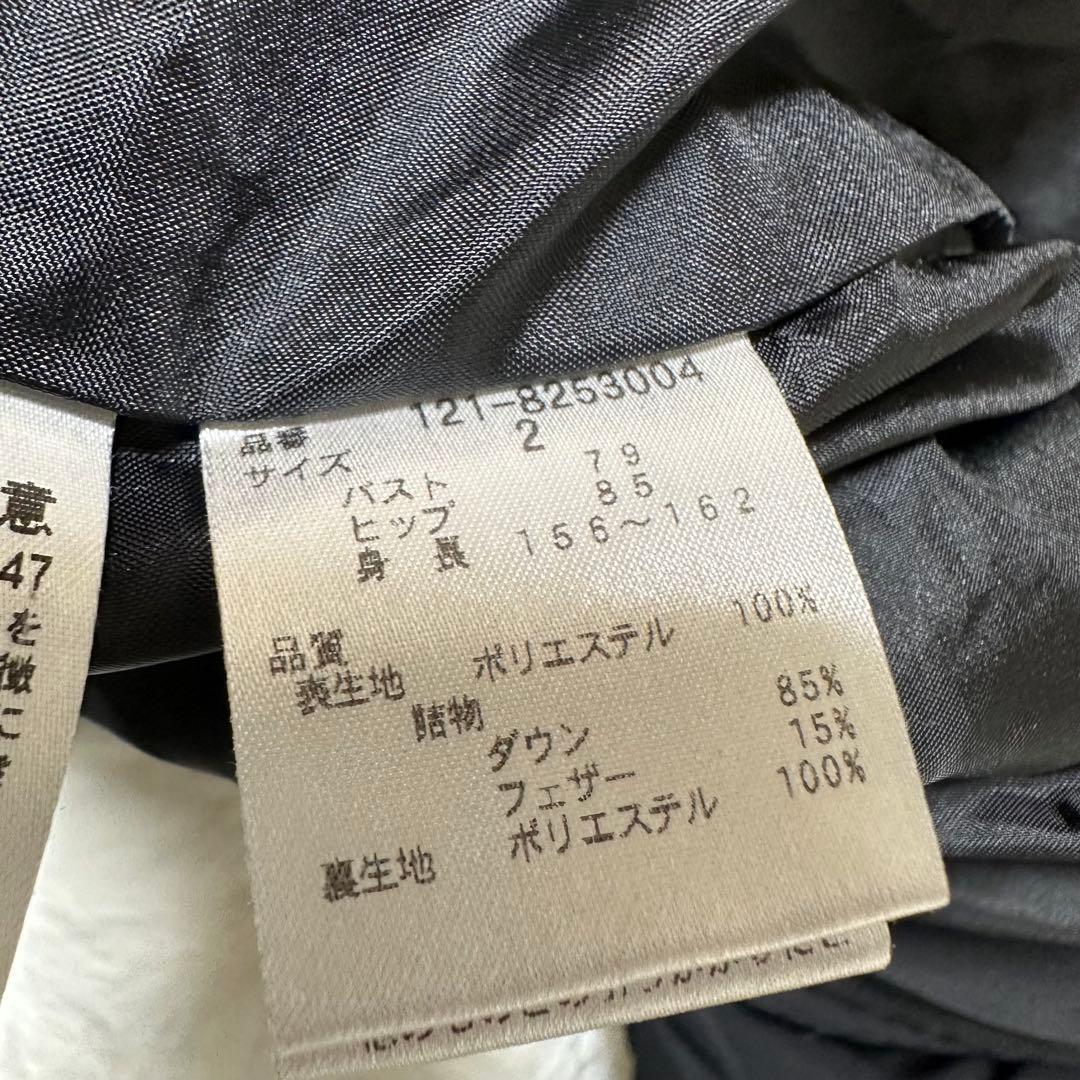 意
47
を
徴
に
品番 121-8253004
サイズ 2
バスト 79
ヒップ 85
身長 156〜162
品質
表生地 ポリエステル 100%
詰物
ダウン 85%
フェザー 15%
裏生地 ポリエステル 100%